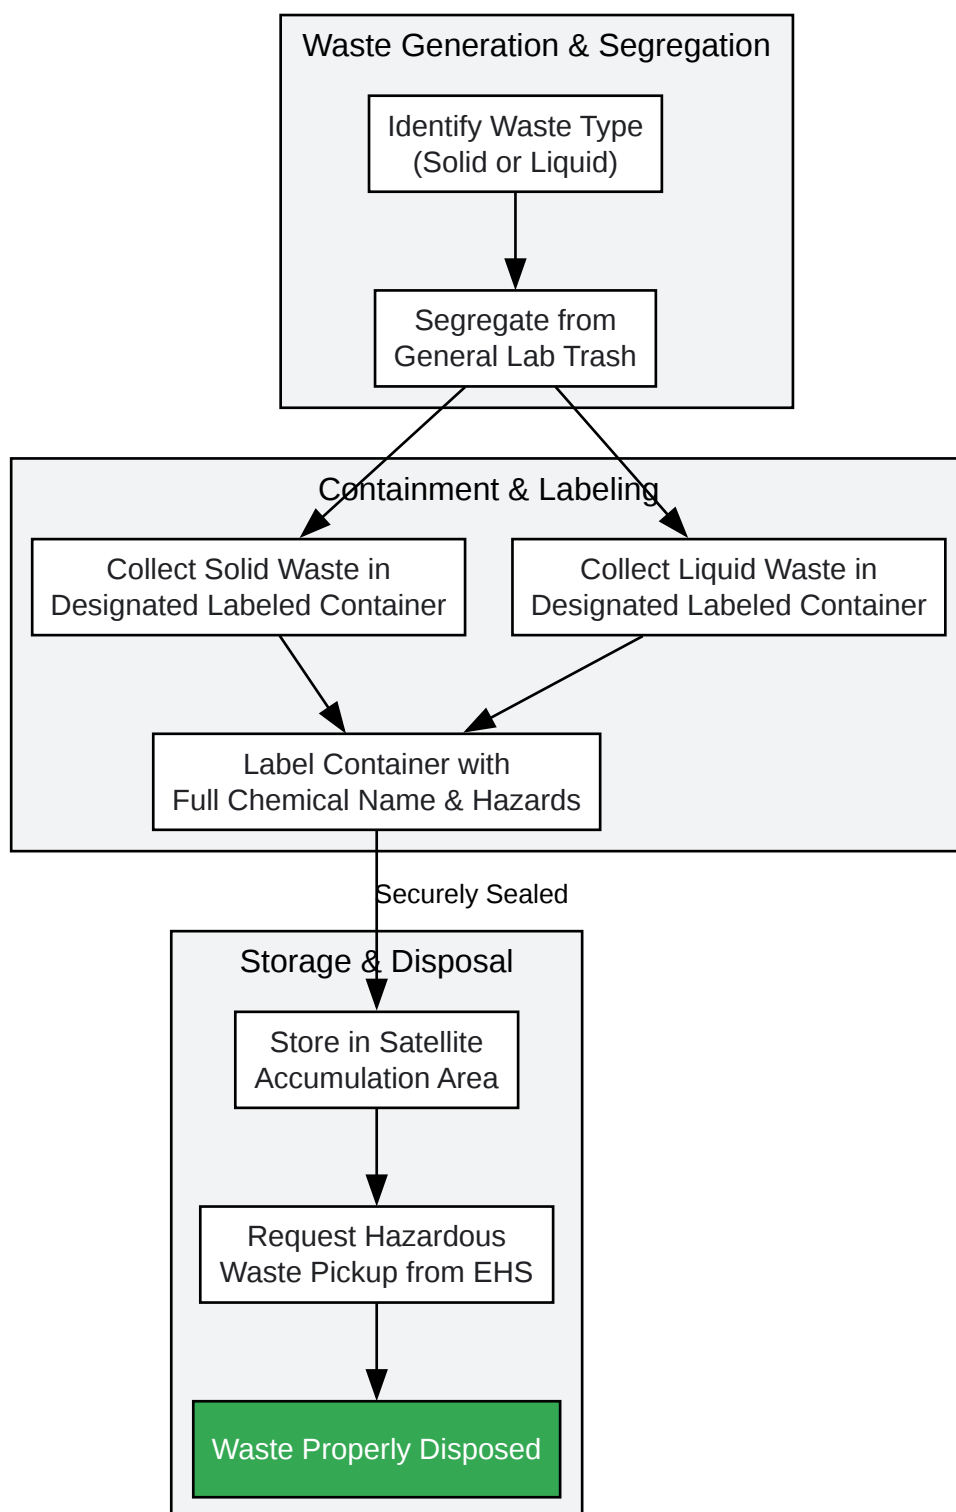 Waste Generation & Segregation
Identify Waste Type
(Solid or Liquid)
Segregate from
General Lab Trash
Containment & Labeling
Collect Solid Waste in
Designated Labeled Container
Collect Liquid Waste in
Designated Labeled Container
Label Container with
Full Chemical Name & Hazards
Securely Sealed
Storage & Disposal
Store in Satellite
Accumulation Area
Request Hazardous
Waste Pickup from EHS
Waste Properly Disposed